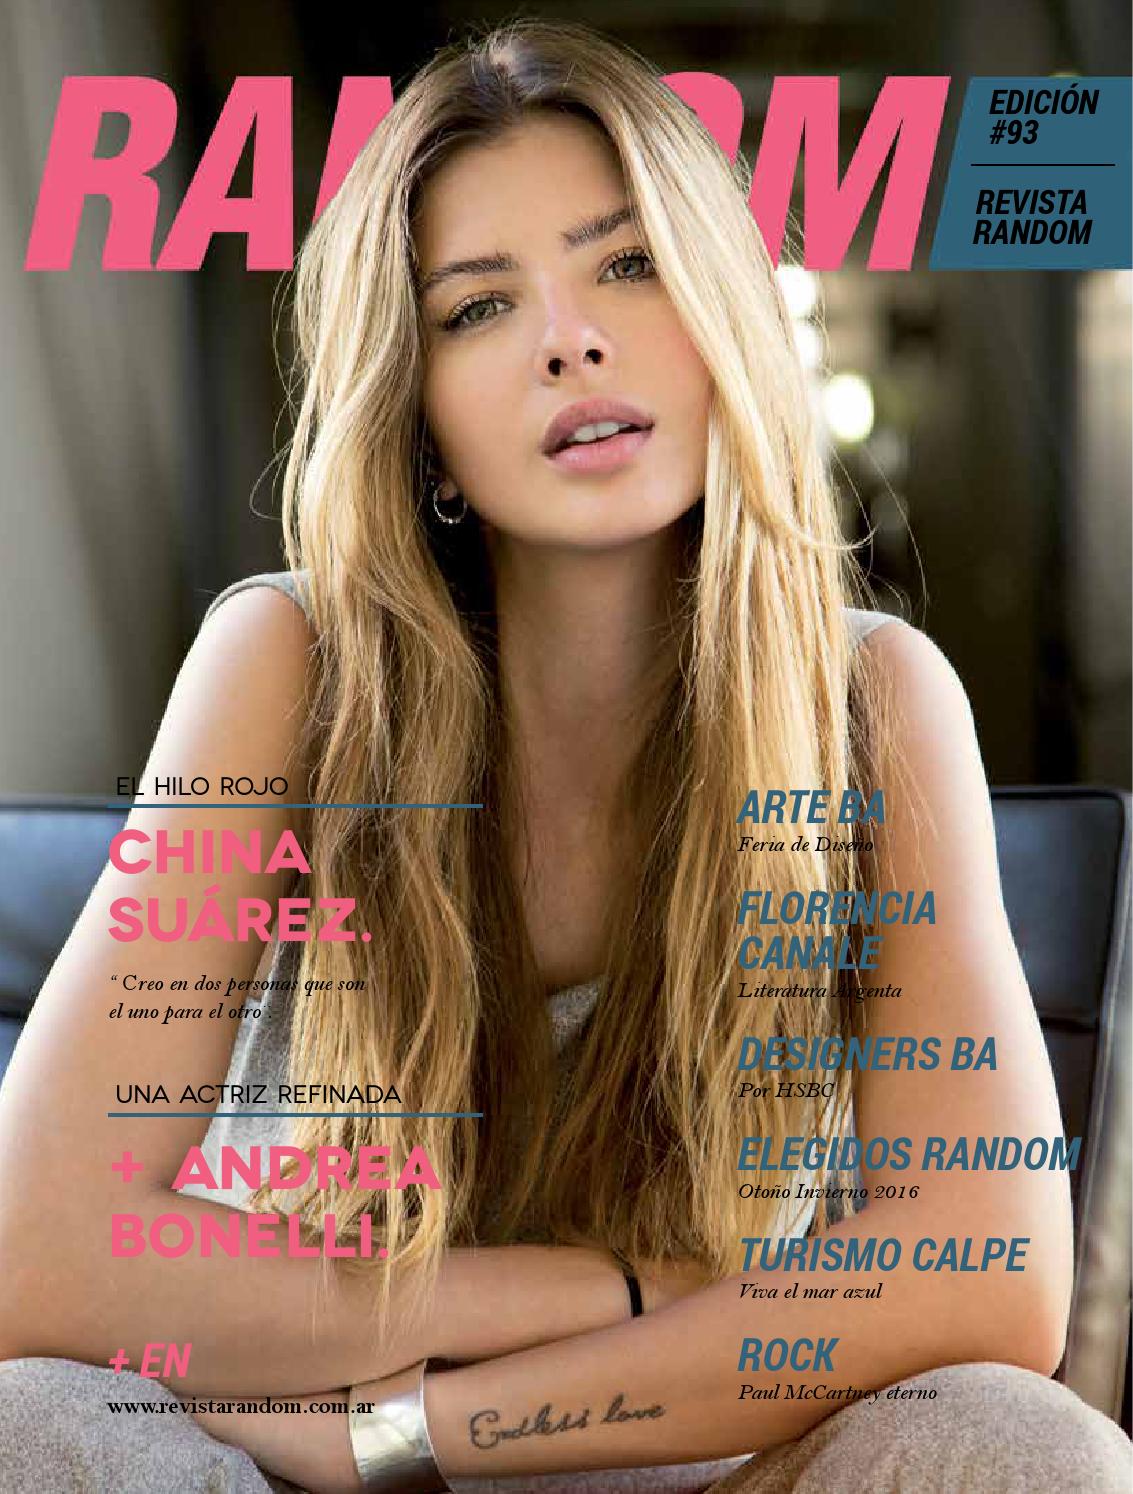 RANDOM
EDICIÓN
#93
REVISTA
RANDOM
EL HILO ROJO
CHINA
SUÁREZ.
“ Creo en dos personas que son
el uno para el otro¨.
UNA ACTRIZ REFINADA
+ ANDREA
BONELLI.
+ EN
www.revistarandom.com.ar
ARTE BA
Feria de Diseño
FLORENCIA
CANALE
Literatura Argenta
DESIGNERS BA
Por HSBC
ELEGIDOS RANDOM
Otoño Invierno 2016
TURISMO CALPE
Viva el mar azul
ROCK
Paul McCartney eterno
Endless love